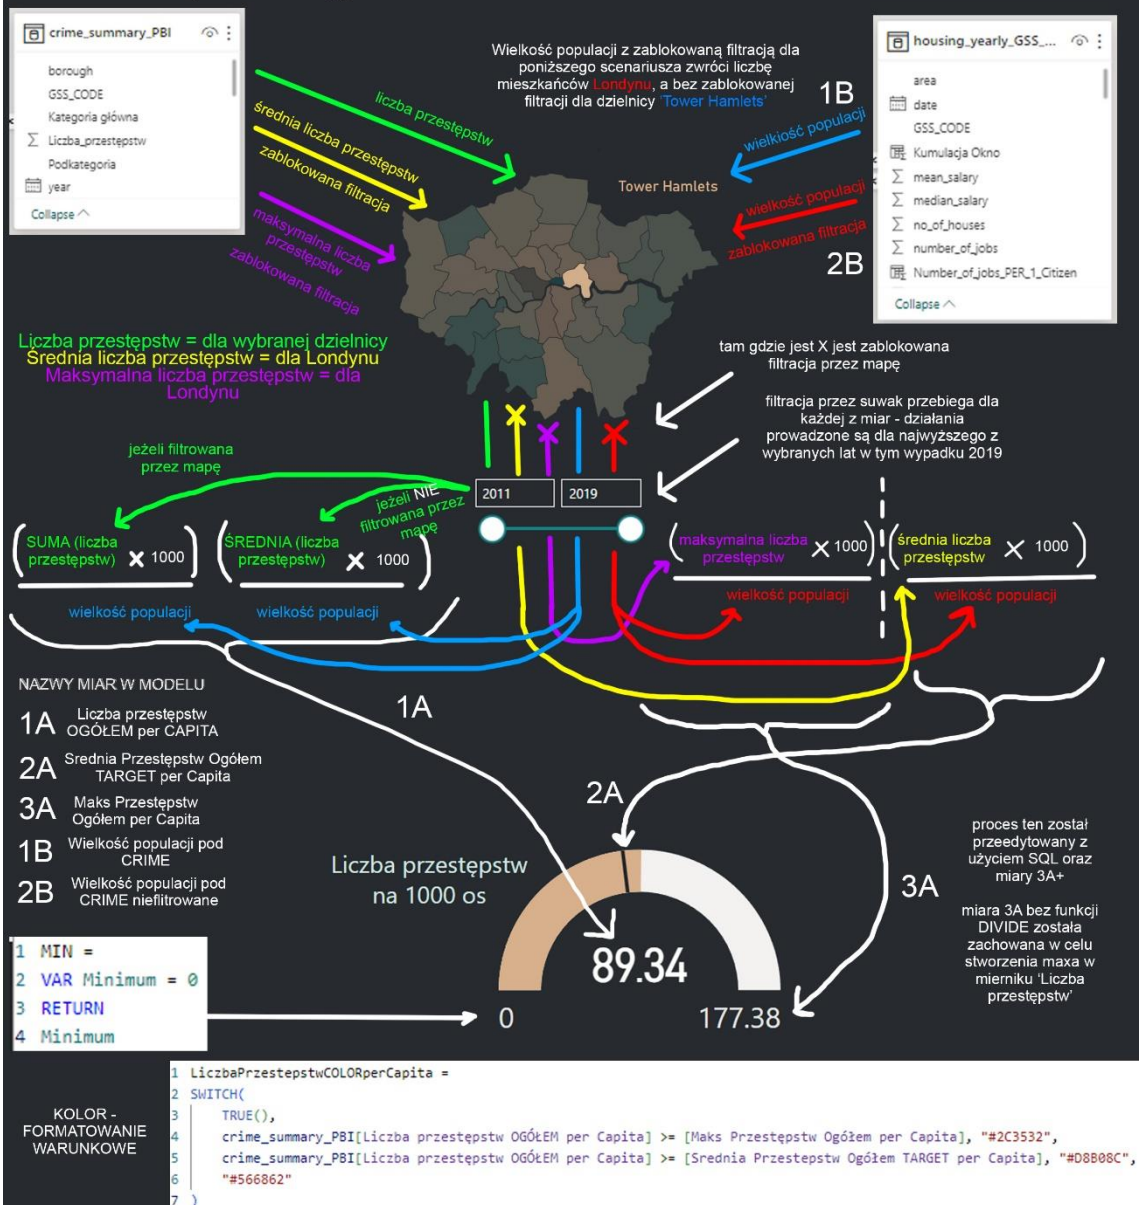 crime_summary_PBI
borough
GSS_CODE
Kategoria główna
Liczba_przestępstw
Podkategoria
year
Collapse
Wielkość populacji z zablokowaną filtracją dla
poniższego scenariusza zwróci liczbę
mieszkańców Londynu, a bez zablokowanej
filtracji dla dzielnicy 'Tower Hamlets'
housing_yearly_GSS_...
area
date
GSS_CODE
Kumulacja Okno
mean_salary
median_salary
no_of_houses
number_of_jobs
Number_of_jobs_PER_1_Citizen
Collapse
liczba przestępstw
średnia liczba przestępstw
zablokowana filtracja
maksymalna liczba
przestępstw
zablokowana filtracja
1B
wielkiość populacji
wielkość populacji
zablokowana filtracja
2B
Tower Hamlets
Liczba przestępstw = dla wybranej dzielnicy
Średnia liczba przestępstw = dla Londynu
Maksymalna liczba przestępstw = dla
Londynu
tam gdzie jest X jest zablokowana
filtracja przez mapę
filtracja przez suwak przebiega dla
każdej z miar - działania
prowadzone są dla najwyższego z
wybranych lat w tym wypadku 2019
jeżeli filtrowana
przez mapę
jeżeli NIE
filtrowana przez
mapę
2011
2019
SUMA (liczba
przestępstw) X 1000
wielkość populacji
ŚREDNIA (liczba
przestępstw) X 1000
wielkość populacji
maksymalna liczba
przestępstw X 1000
wielkość populacji
średnia liczba
przestępstw X 1000
wielkość populacji
NAZWY MIAR W MODELU
1A Liczba przestępstw
OGÓŁEM per CAPITA
2A Srednia Przestępstw Ogółem
TARGET per Capita
3A Maks Przestępstw
Ogółem per Capita
1B Wielkość populacji pod
CRIME
2B Wielkość populacji pod
CRIME nieflitrowane
1A
2A
3A
Liczba przestępstw
na 1000 os
89.34
0
177.38
proces ten został
przeedytowany z
użyciem SQL oraz
miary 3A+
miara 3A bez funkcji
DIVIDE została
zachowana w celu
stworzenia maxa w
mierniku 'Liczba
przestępstw'
1 MIN =
2 VAR Minimum = 0
3 RETURN
4 Minimum
KOLOR -
FORMATOWANIE
WARUNKOWE
1 LiczbaPrzestepstwCOLORperCapita =
2 SWITCH(
3 TRUE(),
4 crime_summary_PBI[Liczba przestępstw OGÓŁEM per Capita] >= [Maks Przestępstw Ogółem per Capita], "#2C3532",
5 crime_summary_PBI[Liczba przestępstw OGÓŁEM per Capita] >= [Srednia Przestepstw Ogółem TARGET per Capita], "#D8B08C",
6 "#566862"
7 )